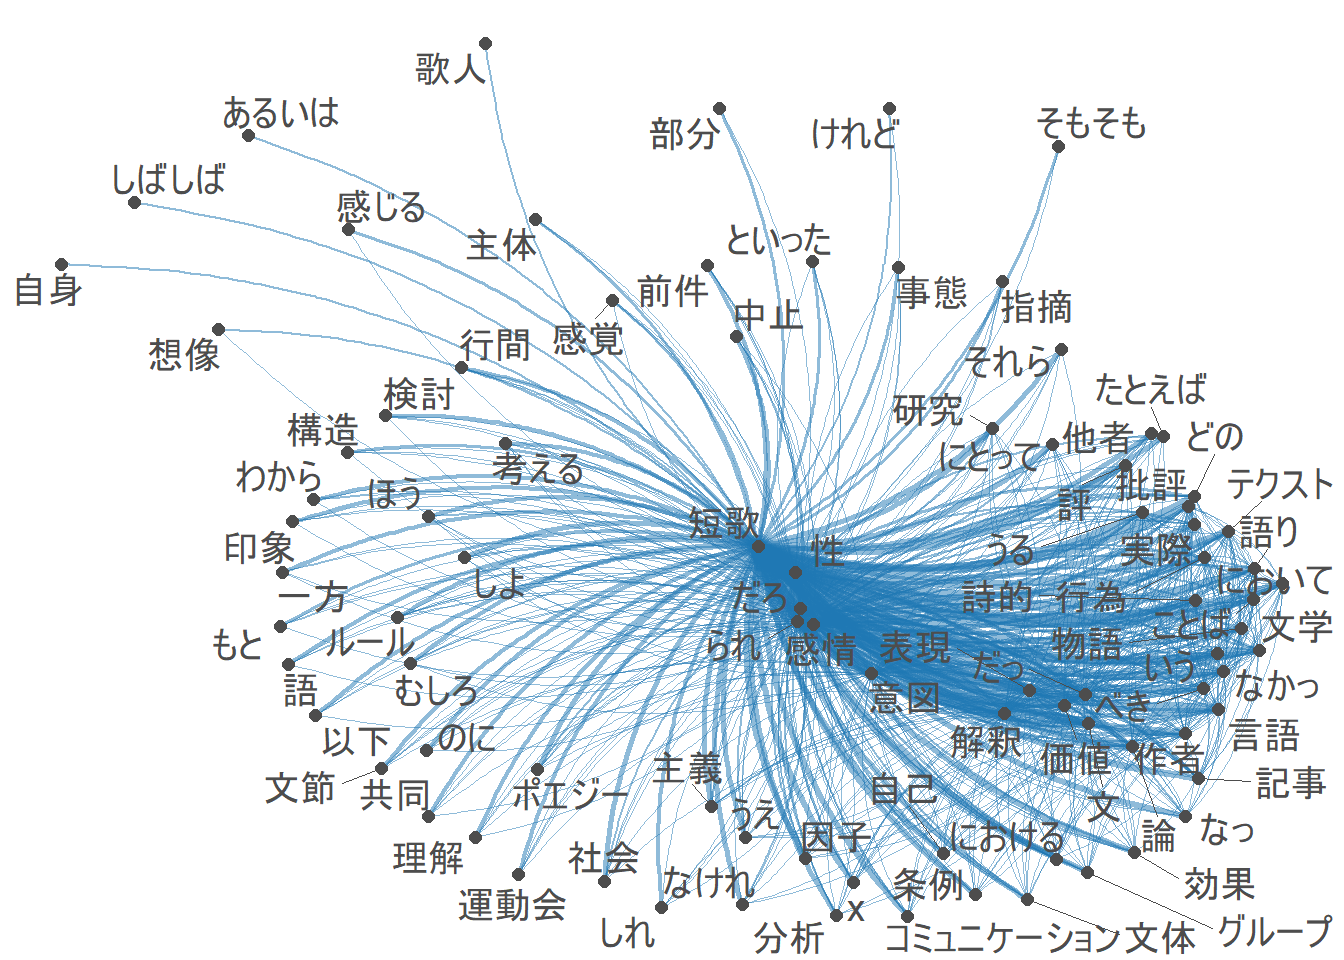 歌人
あるいは
部分
けれど
そもそも
しばしば
感じる
主体
といった
自身
前件
事態
指摘
中止
想像
行間
感覚
それら
検討
研究
たとえば
構造
にとって
他者
どの
わから
考える
ほう
評
批評
テクスト
短歌
語り
印象
うる
実際
性
しよ
において
一方
だろ
詩的
行為
もと
ルール
られ
感情
表現
物語
ことば
文学
語
むしろ
だっ
いう
なかっ
意図
べき
以下
のに
解釈
価値
作者
言語
文節
共同
ポエジー
主義
自己
記事
うえ
文
因子
における
論
なっ
理解
社会
なけれ
条例
効果
運動会
x
しれ
分析
コミュニケーション
文体
グループ